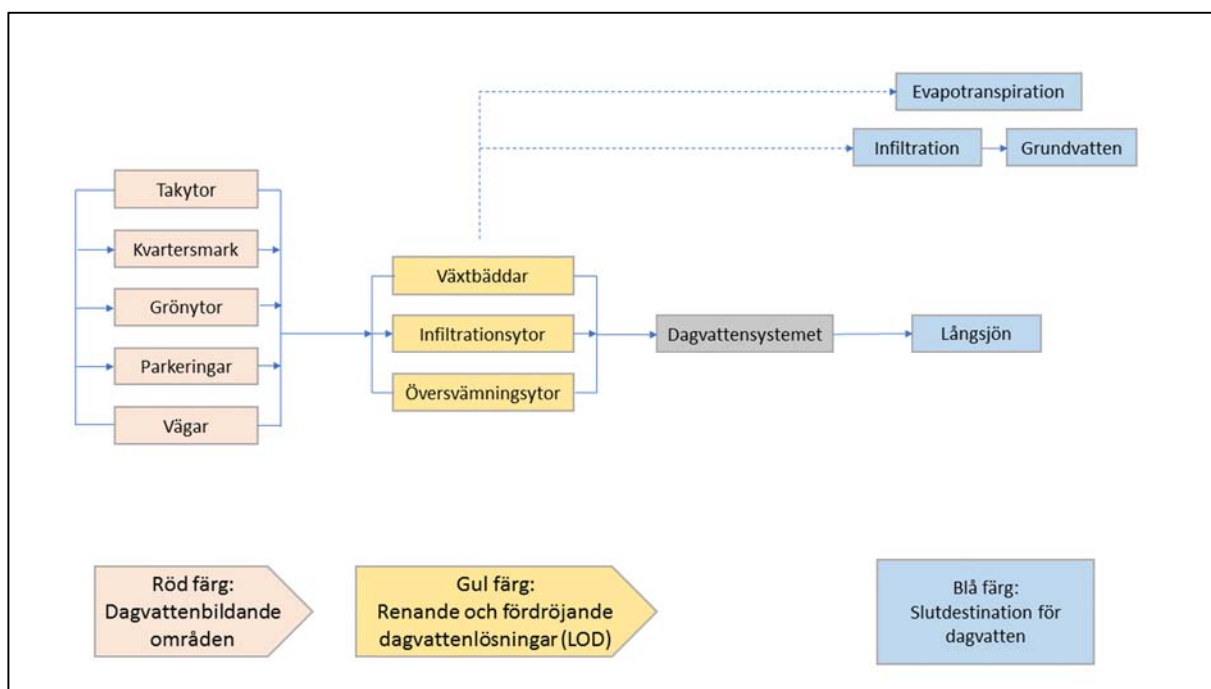 Evapotranspiration
Infiltration
Grundvatten
Takytor
Kvartersmark
Grönytor
Parkeringar
Vägar
Växtbäddar
Infiltrationsytor
Översvämningsytor
Dagvattensystemet
Långsjön
Röd färg:
Dagvattenbildande
områden
Gul färg:
Renande och fördröjande
dagvattenlösningar (LOD)
Blå färg:
Slutdestination för
dagvatten